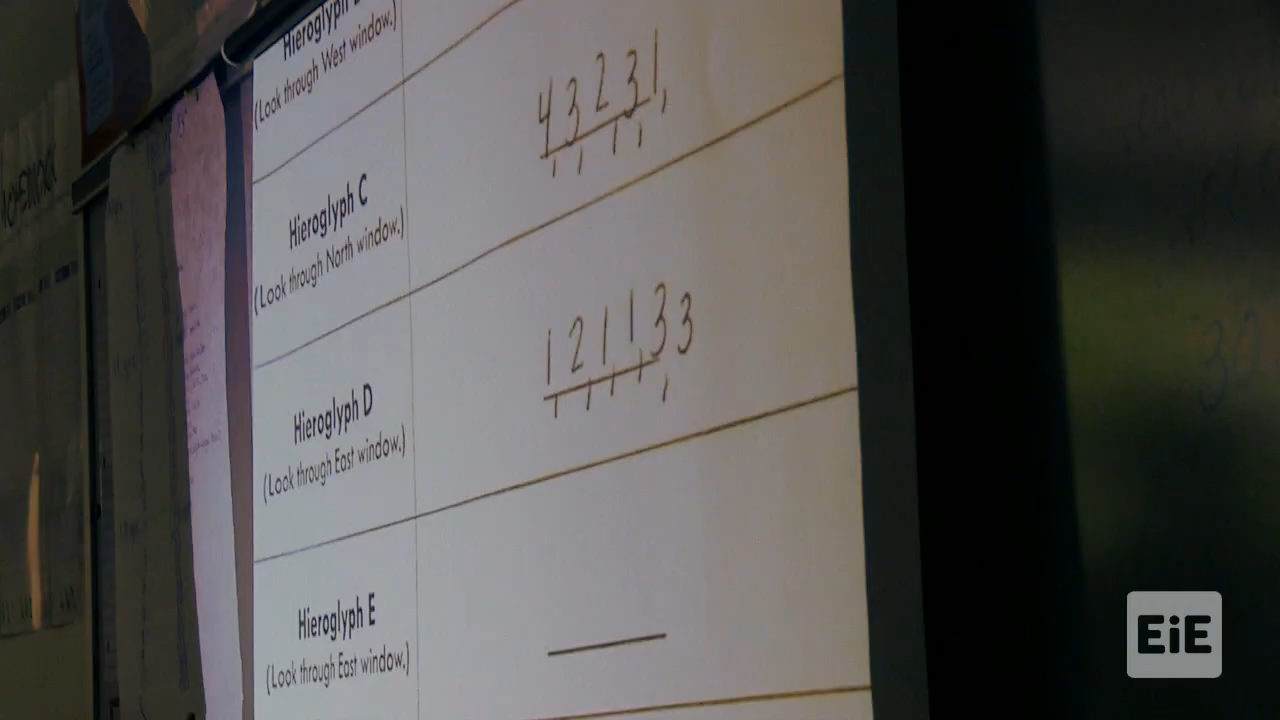 Hieroglyph
(Look through West window.)
4 3 2 3 1
Hieroglyph C
(Look through North window.)
1 2 1 1 3 3
Hieroglyph D
(Look through East window.)
Hieroglyph E
(Look through East window.)
EiE